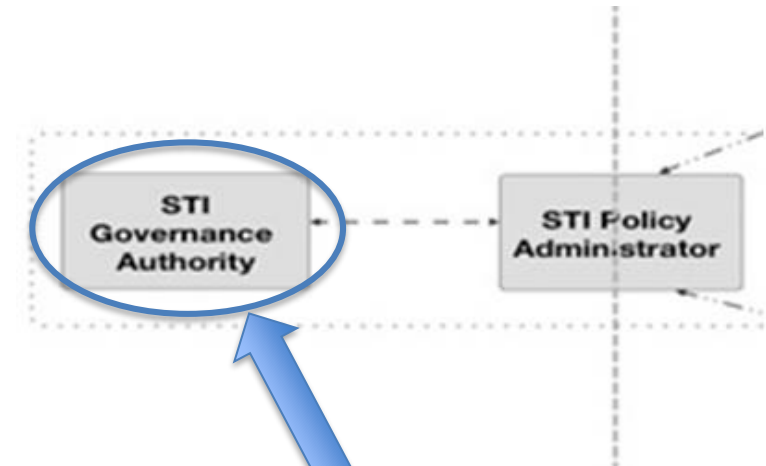 STI
Governance
Authority
STI Policy
Administrator